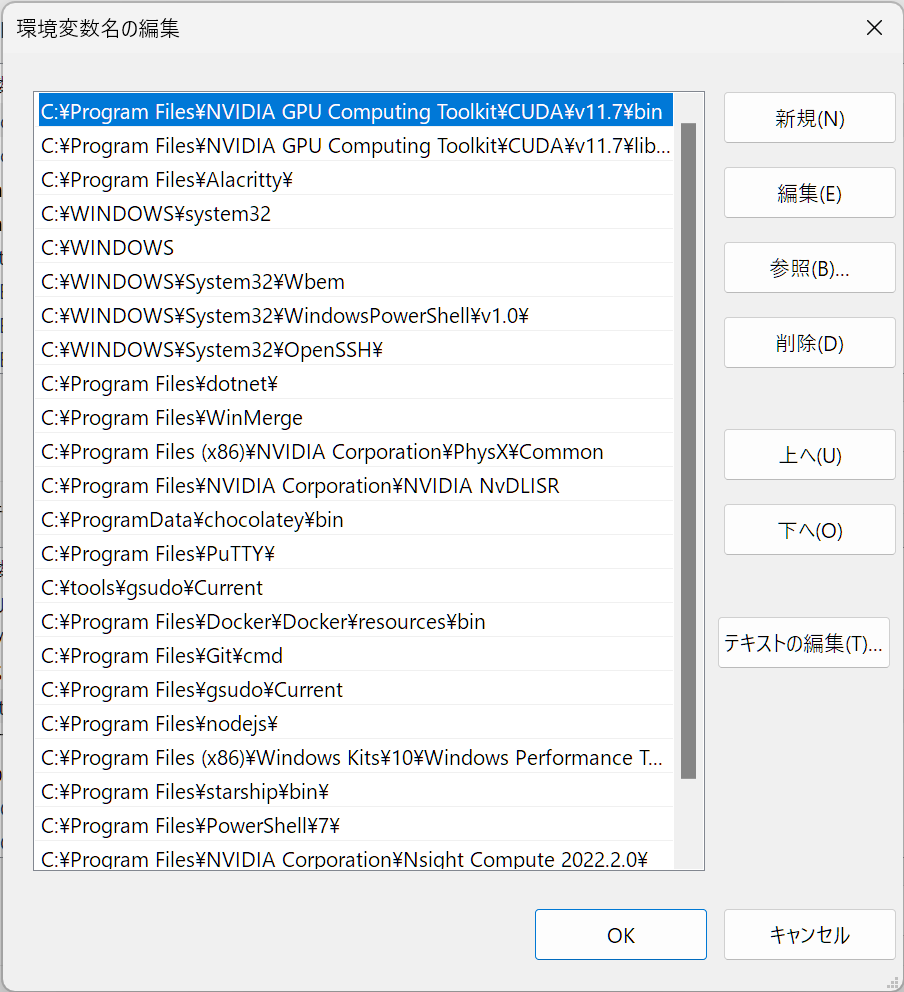 環境変数名の編集
C:¥Program Files¥NVIDIA GPU Computing Toolkit¥CUDA¥v11.7¥bin
C:¥Program Files¥NVIDIA GPU Computing Toolkit¥CUDA¥v11.7¥lib...
C:¥Program Files¥Alacritty¥
C:¥WINDOWS¥system32
C:¥WINDOWS
C:¥WINDOWS¥System32¥Wbem
C:¥WINDOWS¥System32¥WindowsPowerShell¥v1.0¥
C:¥WINDOWS¥System32¥OpenSSH¥
C:¥Program Files¥dotnet¥
C:¥Program Files¥WinMerge
C:¥Program Files (x86)¥NVIDIA Corporation¥PhysX¥Common
C:¥Program Files¥NVIDIA Corporation¥NVIDIA NvDLISR
C:¥ProgramData¥chocolatey¥bin
C:¥Program Files¥PuTTY¥
C:¥tools¥gsudo¥Current
C:¥Program Files¥Docker¥Docker¥resources¥bin
C:¥Program Files¥Git¥cmd
C:¥Program Files¥gsudo¥Current
C:¥Program Files¥nodejs¥
C:¥Program Files (x86)¥Windows Kits¥10¥Windows Performance T...
C:¥Program Files¥starship¥bin¥
C:¥Program Files¥PowerShell¥7¥
C:¥Program Files¥NVIDIA Corporation¥Nsight Compute 2022.2.0¥
新規(N)
編集(E)
参照(B)...
削除(D)
上へ(U)
下へ(O)
テキストの編集(T)...
OK
キャンセル